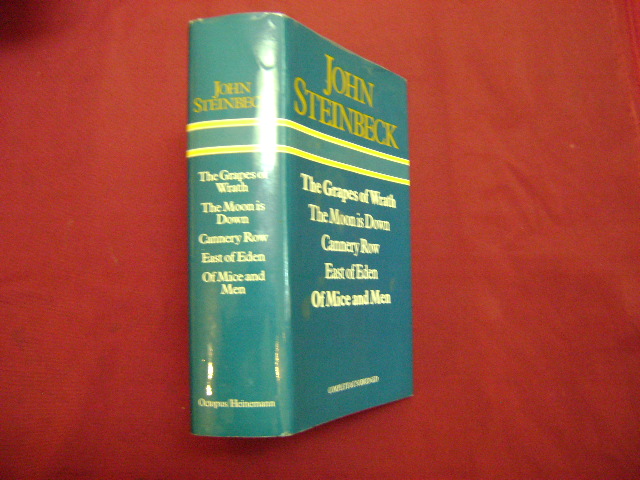 JOHN
STEINBECK
The Grapes of
Wrath
The Moon is
Down
Cannery Row
East of Eden
Of Mice and
Men
Octopus/Heinemann
JOHN
STEINBECK
The Grapes of Wrath
The Moon is Down
Cannery Row
East of Eden
Of Mice and Men
COMPLETE & UNABRIDGED